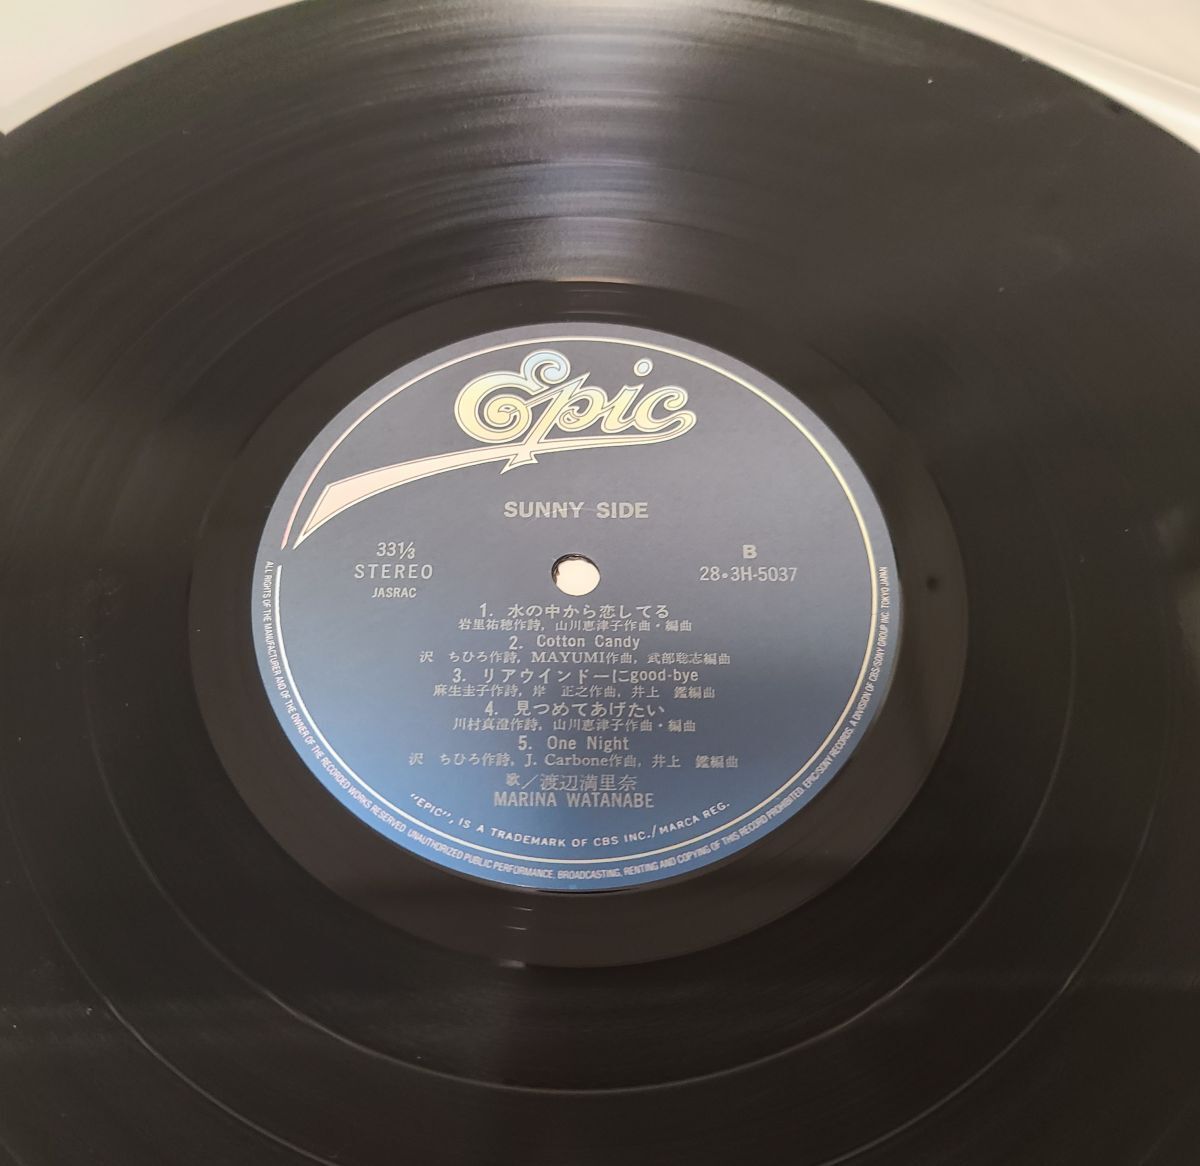 Epic
SUNNY SIDE
33⅓
STEREO
JASRAC
B
28•3H-5037
1. 水の中から恋してる
岩里祐穂作詩, 山川恵津子作曲・編曲
2. Cotton Candy
沢 ちひろ作詩, MAYUMI作曲, 武部聡志編曲
3. リアウインドーにgood-bye
麻生圭子作詩, 岸 正之作曲, 井上 鑑編曲
4. 見つめてあげたい
川村真澄作詩, 山川恵津子作曲・編曲
5. One Night
沢 ちひろ作詩, J. Carbone作曲, 井上 鑑編曲
歌／渡辺満里奈
MARINA WATANABE
"EPIC", IS A TRADEMARK OF CBS INC./MARCA REG.
ALL RIGHTS OF THE MANUFACTURER AND OF THE OWNER OF THE RECORDED WORKS RESERVED. UNAUTHORIZED PUBLIC PERFORMANCE, BROADCASTING, RENTING AND COPYING OF THIS RECORD PROHIBITED. EPIC/SONY RECORDS, A DIVISION OF CBS/SONY GROUP INC. TOKYO JAPAN